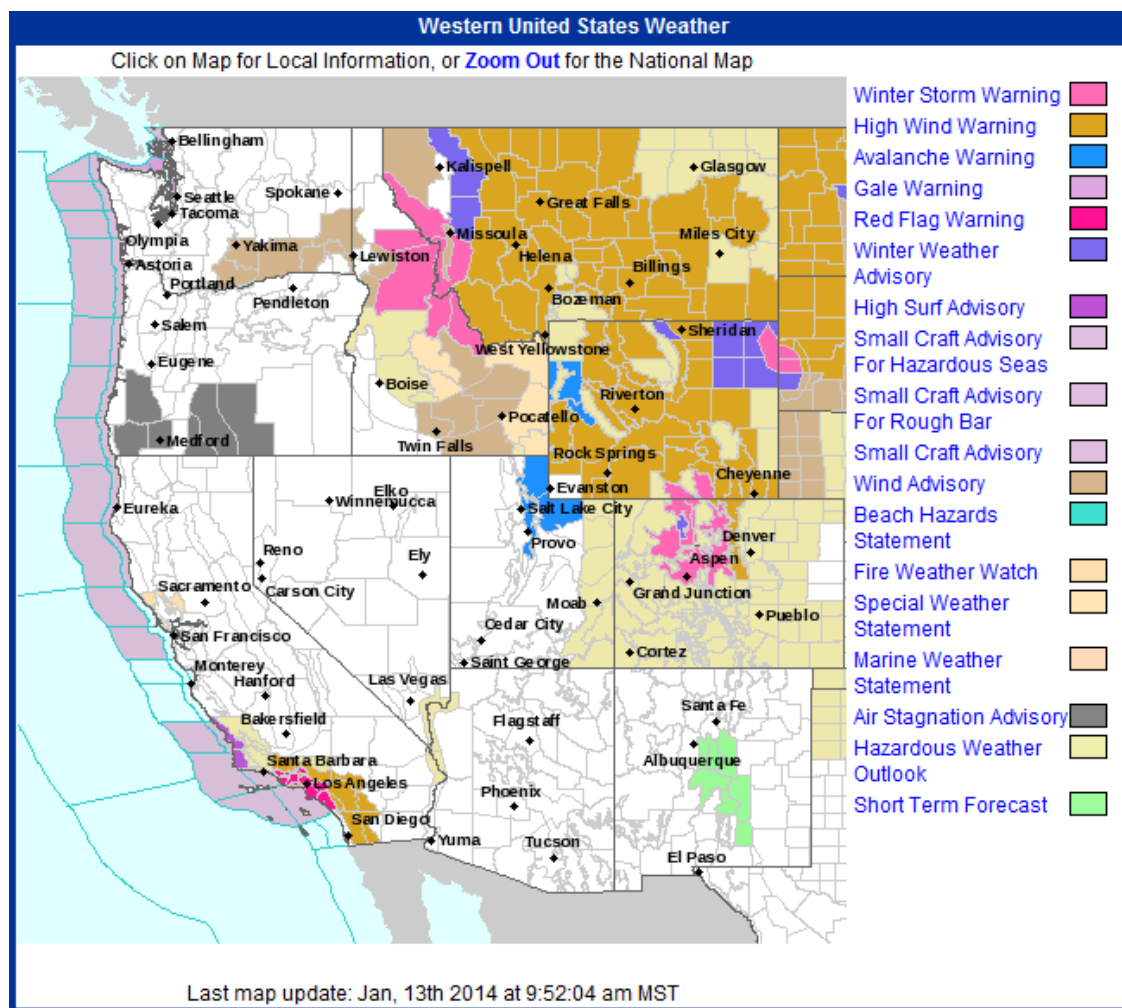 Western United States Weather
Click on Map for Local Information, or Zoom Out for the National Map
Bellingham
Seattle
Tacoma
Olympia
Astoria
Portland
Salem
Eugene
Medford
Spokane
Yakima
Pendleton
Lewiston
Kalispell
Missoula
Great Falls
Helena
Bozeman
Billings
Glasgow
Miles City
West Yellowstone
Sheridan
Boise
Pocatello
Twin Falls
Riverton
Rock Springs
Evanston
Cheyenne
Eureka
Winnemucca
Elko
Reno
Carson City
Ely
Salt Lake City
Provo
Denver
Aspen
Grand Junction
Pueblo
Moab
Cortez
Cedar City
Saint George
Sacramento
San Francisco
Monterey
Hanford
Bakersfield
Las Vegas
Santa Barbara
Los Angeles
San Diego
Flagstaff
Phoenix
Yuma
Tucson
Santa Fe
Albuquerque
El Paso
Winter Storm Warning
High Wind Warning
Avalanche Warning
Gale Warning
Red Flag Warning
Winter Weather
Advisory
High Surf Advisory
Small Craft Advisory
For Hazardous Seas
Small Craft Advisory
For Rough Bar
Small Craft Advisory
Wind Advisory
Beach Hazards
Statement
Fire Weather Watch
Special Weather
Statement
Marine Weather
Statement
Air Stagnation Advisory
Hazardous Weather
Outlook
Short Term Forecast
Last map update: Jan, 13th 2014 at 9:52:04 am MST